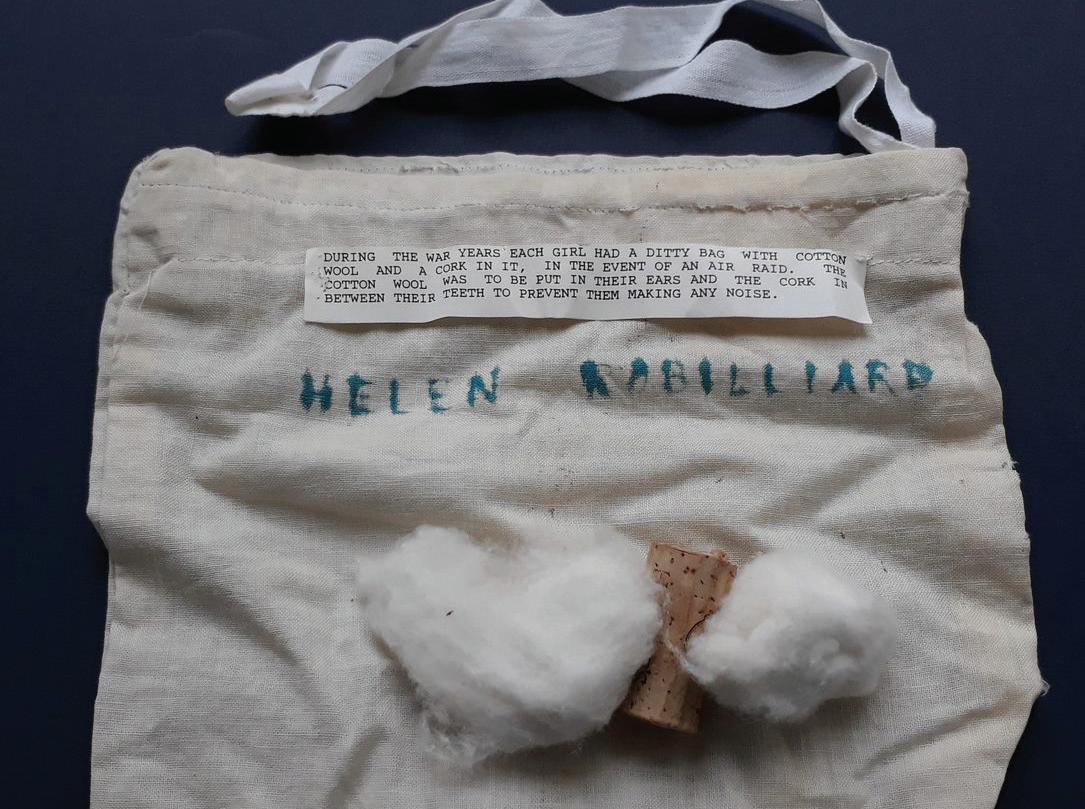 DURING THE WAR YEARS EACH GIRL HAD A DITTY BAG WITH COTTON
WOOL AND A CORK IN IT, IN THE EVENT OF AN AIR RAID. THE
COTTON WOOL WAS TO BE PUT IN THEIR EARS AND THE CORK IN
BETWEEN THEIR TEETH TO PREVENT THEM MAKING ANY NOISE.
HELEN ROBILLIARD